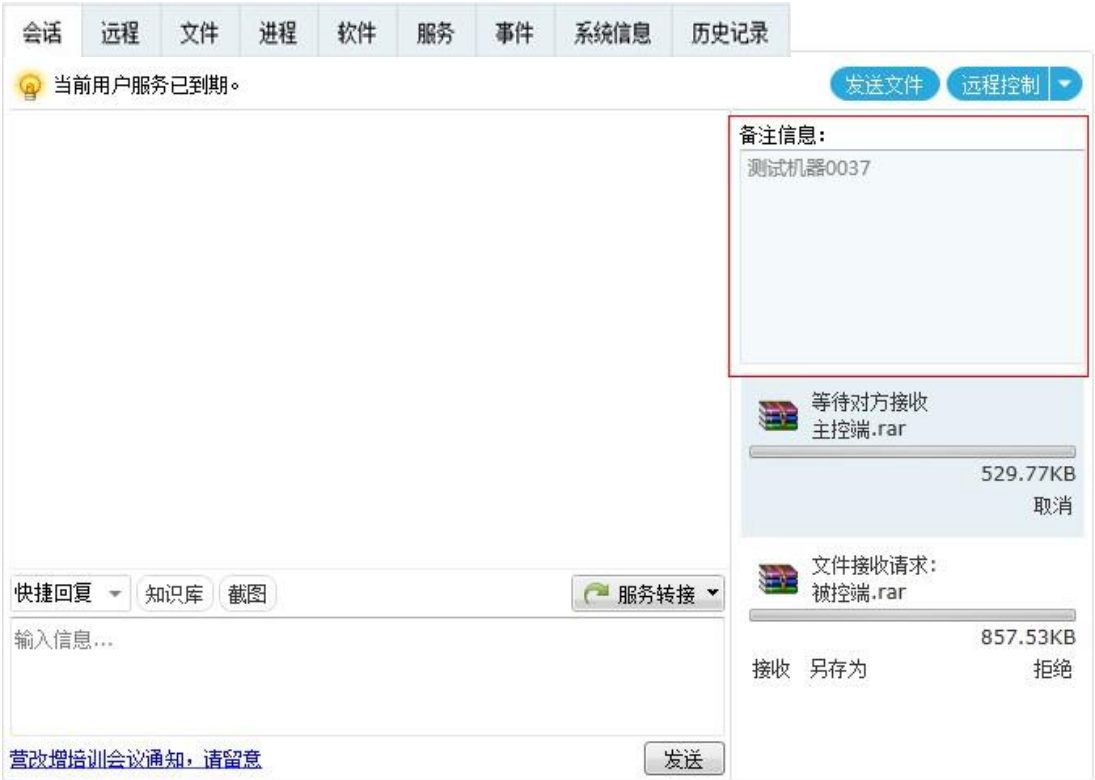 会话 远程 文件 进程 软件 服务 事件 系统信息 历史记录
当前用户服务已到期。
发送文件 远程控制
备注信息：
测试机器0037
等待对方接收
主控端.rar
529.77KB
取消
文件接收请求：
被控端.rar
857.53KB
接收 另存为 拒绝
快捷回复 知识库 截图 服务转接
输入信息...
营改增培训会议通知，请留意
发送